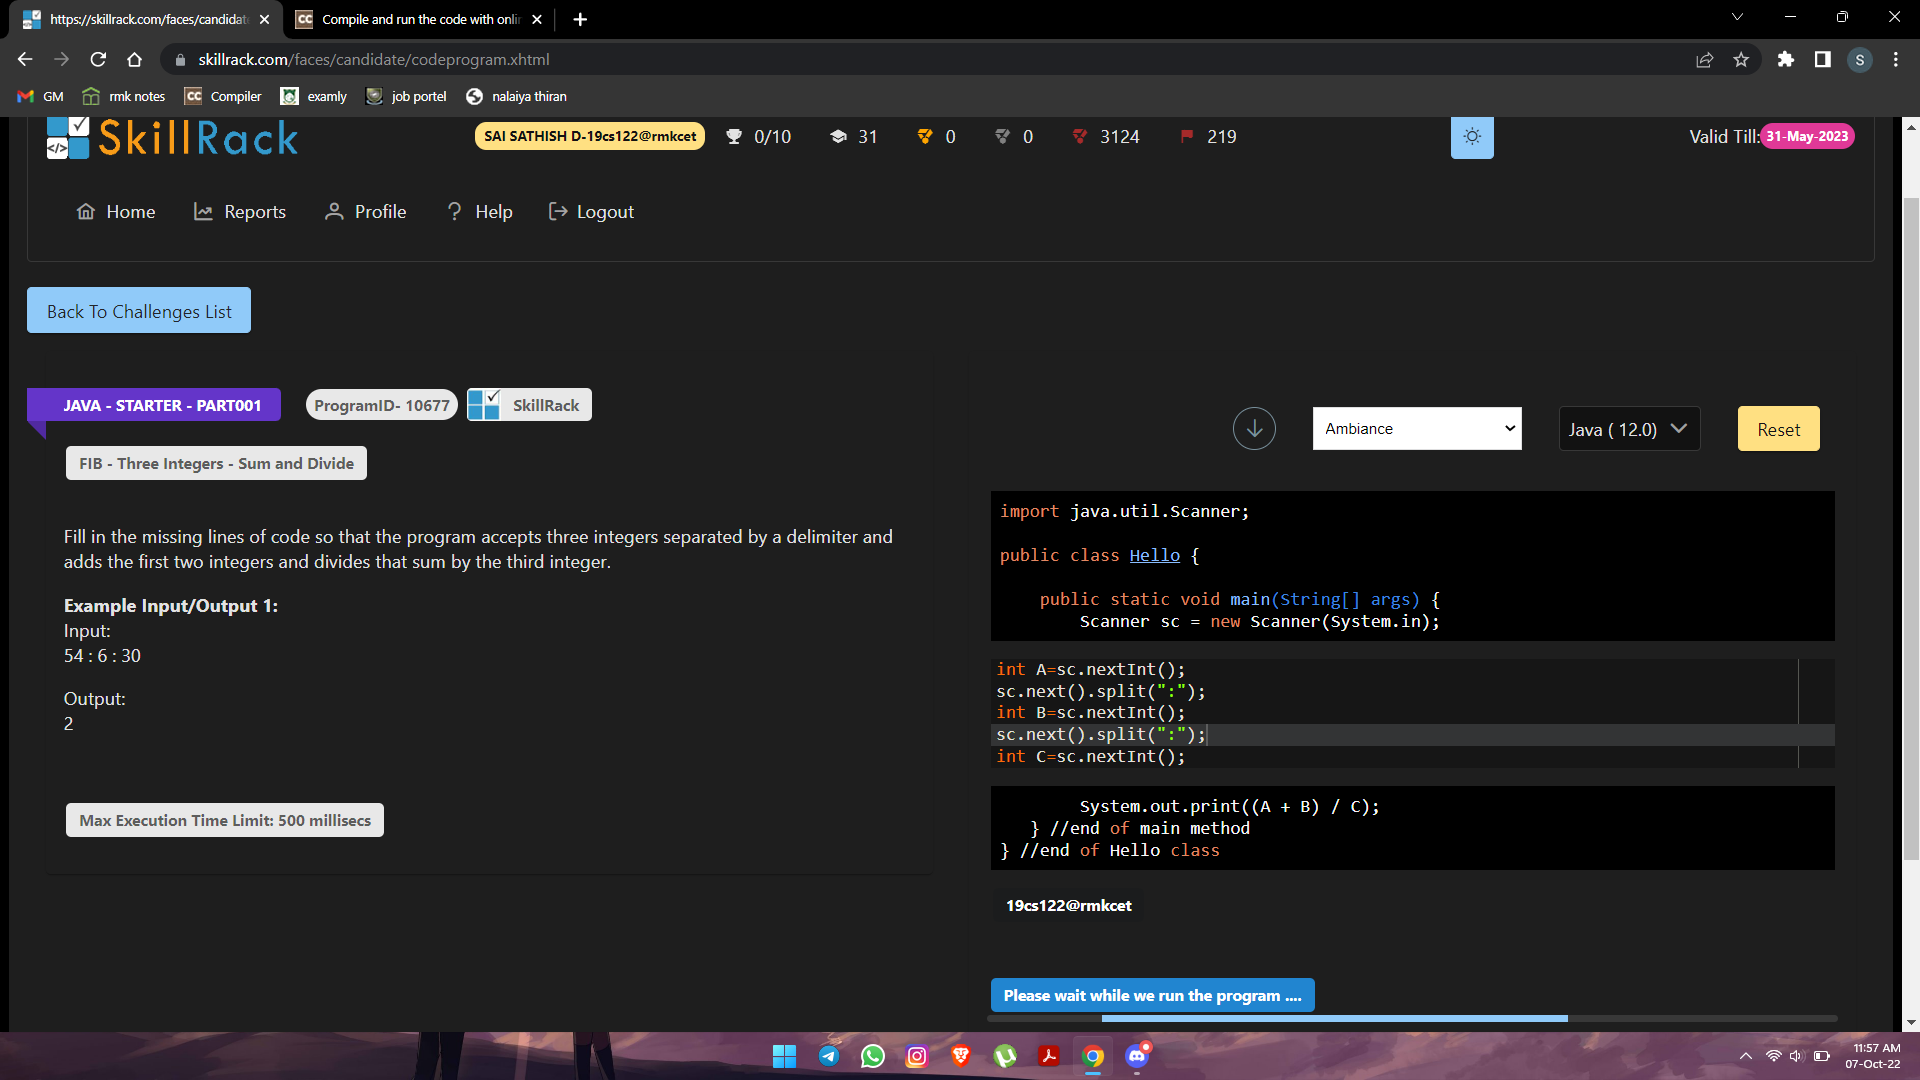 https://skillrack.com/faces/candidat
Compile and run the code with onlin
skillrack.com/faces/candidate/codeprogram.xhtml
S
GM
rmk notes
CC Compiler
examly
job portel
nalaiya thiran
SkillRack
SAI SATHISH D-19cs122@rmkcet
0/10
31
0
0
3124
219
Valid Till: 31-May-2023
Home
Reports
Profile
Help
Logout
Back To Challenges List
JAVA - STARTER - PART001
ProgramID- 10677
SkillRack
Ambiance
Java ( 12.0)
Reset
FIB - Three Integers - Sum and Divide
Fill in the missing lines of code so that the program accepts three integers separated by a delimiter and
adds the first two integers and divides that sum by the third integer.
Example Input/Output 1:
Input:
54 : 6 : 30
Output:
2
Max Execution Time Limit: 500 millisecs
import java.util.Scanner;
public class Hello {
public static void main(String[] args) {
Scanner sc = new Scanner(System.in);
int A=sc.nextInt();
sc.next().split(":");
int B=sc.nextInt();
sc.next().split(":");
int C=sc.nextInt();
System.out.print((A + B) / C);
} //end of main method
} //end of Hello class
19cs122@rmkcet
Please wait while we run the program ....
11:57 AM
07-Oct-22